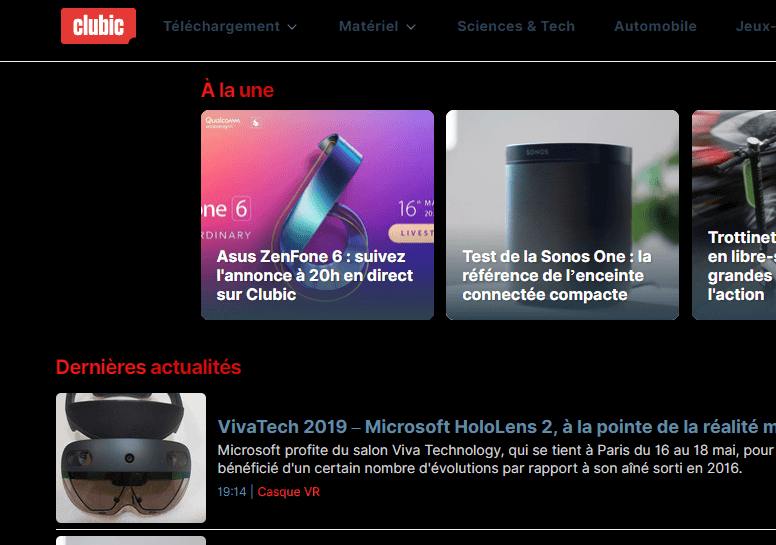 clubic
Téléchargement
Matériel
Sciences & Tech
Automobile
Jeux-
À la une
Qualcomm
snapdragon
ne 6
RDINARY
16th MA
20
LIVEST
Asus ZenFone 6 : suivez
l'annonce à 20h en direct
sur Clubic
SONOS
Test de la Sonos One : la
référence de l’enceinte
connectée compacte
Trottinet
en libre-s
grandes
l'action
Dernières actualités
VivaTech 2019 – Microsoft HoloLens 2, à la pointe de la réalité m
Microsoft profite du salon Viva Technology, qui se tient à Paris du 16 au 18 mai, pour
bénéficié d'un certain nombre d'évolutions par rapport à son aîné sorti en 2016.
19:14 | Casque VR